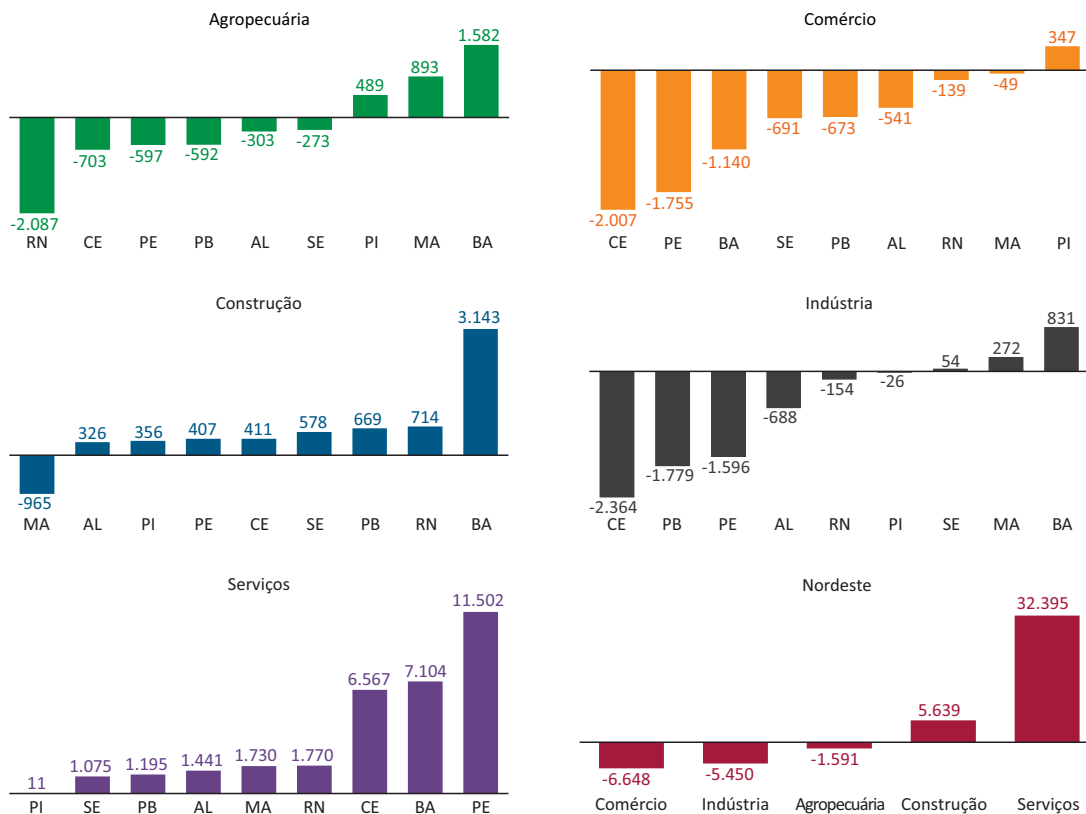 Agropecuária
1.582
893
489
-303
-273
-703
-597
-592
-2.087
RN CE PE PB AL SE PI MA BA
Comércio
347
-49
-139
-541
-691
-673
-1.140
-1.755
-2.007
CE PE BA SE PB AL RN MA PI
Construção
3.143
326 356 407 411 578 669 714
-965
MA AL PI PE CE SE PB RN BA
Indústria
831
272
54
-26
-154
-688
-1.596
-1.779
-2.364
CE PB PE AL RN PI SE MA BA
Serviços
11.502
7.104
6.567
11 1.075 1.195 1.441 1.730 1.770
PI SE PB AL MA RN CE BA PE
Nordeste
32.395
5.639
-1.591
-6.648 -5.450
Comércio Indústria Agropecuária Construção Serviços